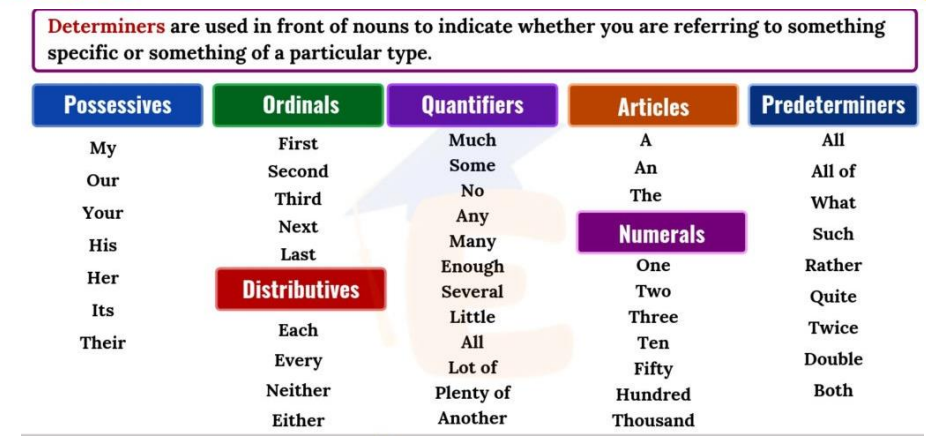 Determiners are used in front of nouns to indicate whether you are referring to something
specific or something of a particular type.
Possessives
My
Our
Your
His
Her
Its
Their
Ordinals
First
Second
Third
Next
Last
Distributives
Each
Every
Neither
Either
Quantifiers
Much
Some
No
Any
Many
Enough
Several
Little
All
Lot of
Plenty of
Another
Articles
A
An
The
Numerals
One
Two
Three
Ten
Fifty
Hundred
Thousand
Predeterminers
All
All of
What
Such
Rather
Quite
Twice
Double
Both
E